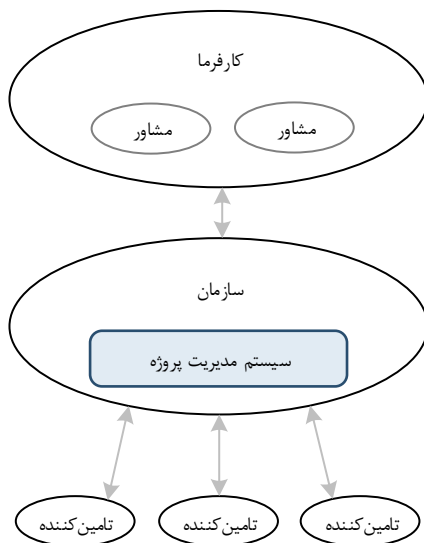 کارفرما
مشاور
مشاور
سازمان
سیستم مدیریت پروژه
تامین‌کننده
تامین‌کننده
تامین‌کننده